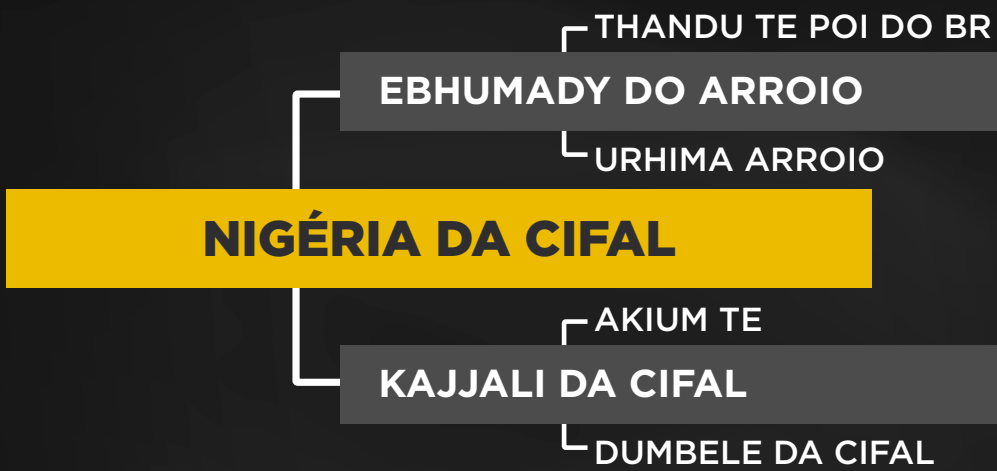 THANDU TE POI DO BR
EBHUMADY DO ARROIO
URHIMA ARROIO
NIGÉRIA DA CIFAL
AKIUM TE
KAJJALI DA CIFAL
DUMBELE DA CIFAL